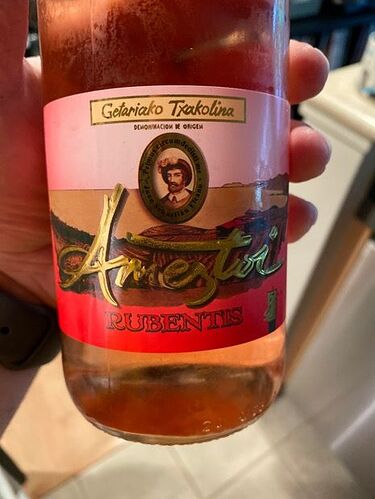 Getariako Txakolina
DENOMINACION DE ORIGEN
Ameztoi
RUBENTIS